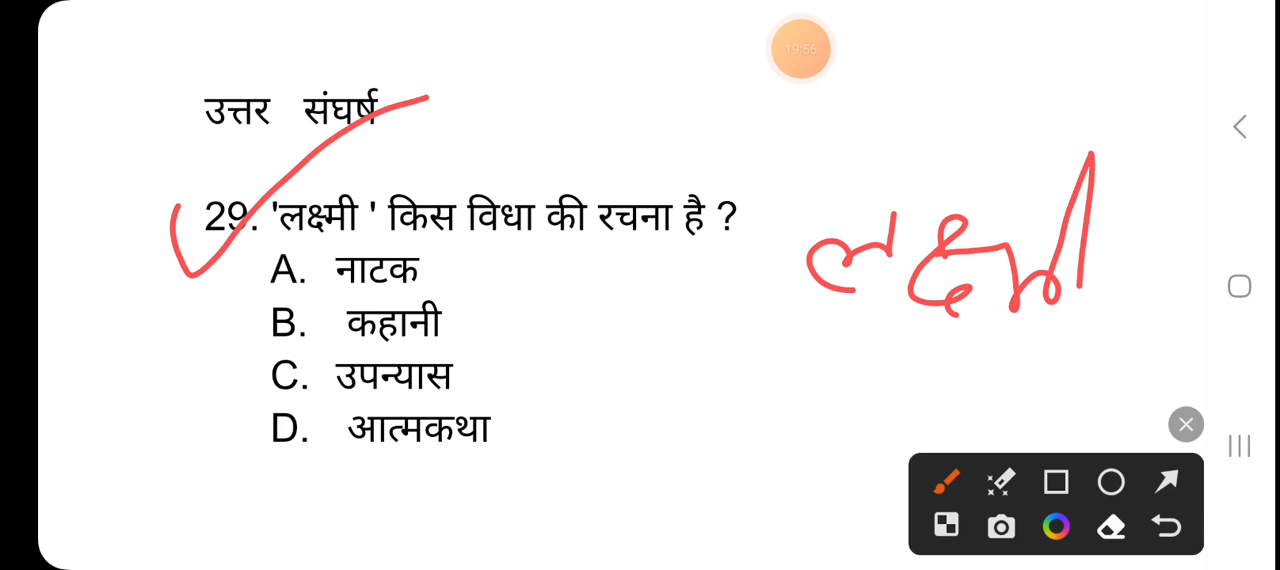 19:56
उत्तर संघर्ष
29. 'लक्ष्मी ' किस विधा की रचना है ?
लक्ष्मी
A. नाटक
B. कहानी
C. उपन्यास
D. आत्मकथा